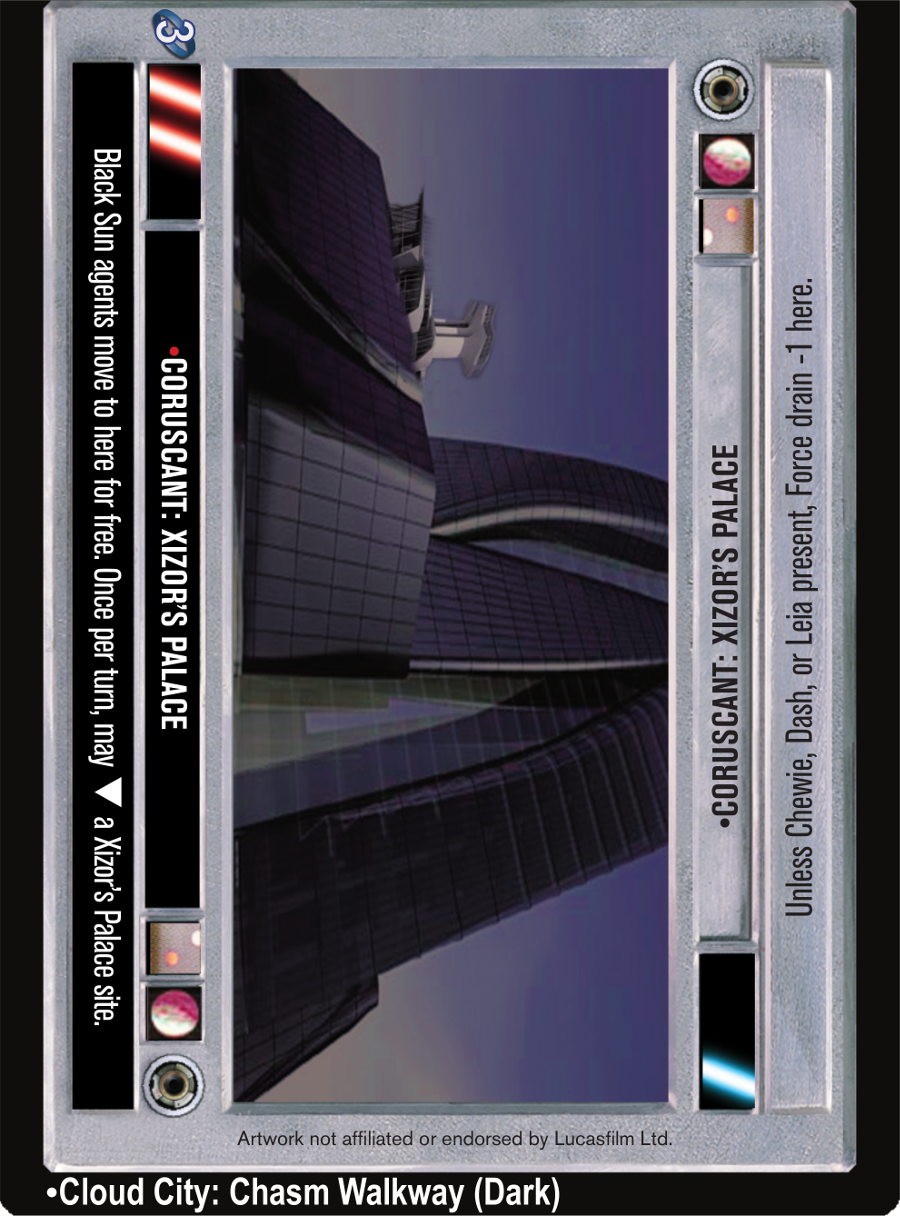 Black Sun agents move to here for free. Once per turn, may ▼ a Xizor's Palace site.
•CORUSCANT: XIZOR'S PALACE
3
•CORUSCANT: XIZOR'S PALACE
Unless Chewie, Dash, or Leia present, Force drain -1 here.
Artwork not affiliated or endorsed by Lucasfilm Ltd.
•Cloud City: Chasm Walkway (Dark)